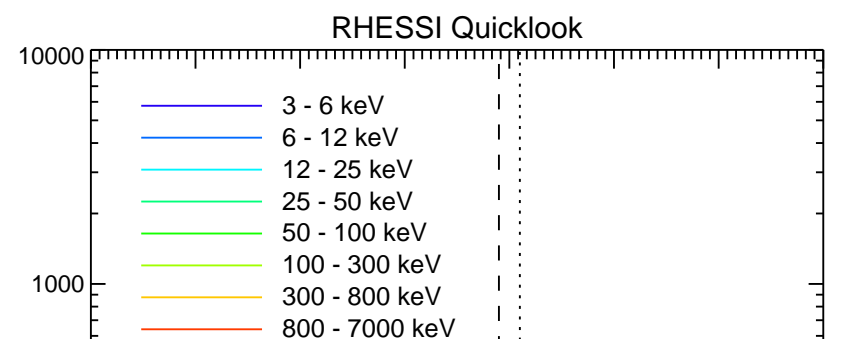 RHESSI Quicklook
10000
3 - 6 keV
6 - 12 keV
12 - 25 keV
25 - 50 keV
50 - 100 keV
100 - 300 keV
1000
300 - 800 keV
800 - 7000 keV